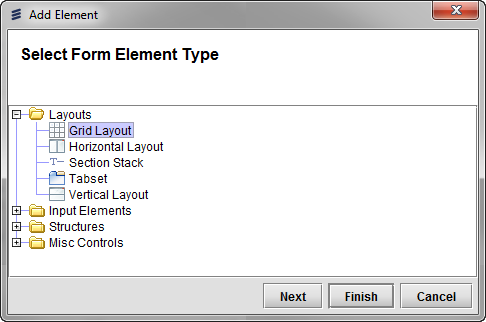 Add Element
Select Form Element Type
Layouts
Grid Layout
Horizontal Layout
Section Stack
Tabset
Vertical Layout
Input Elements
Structures
Misc Controls
Next Finish Cancel